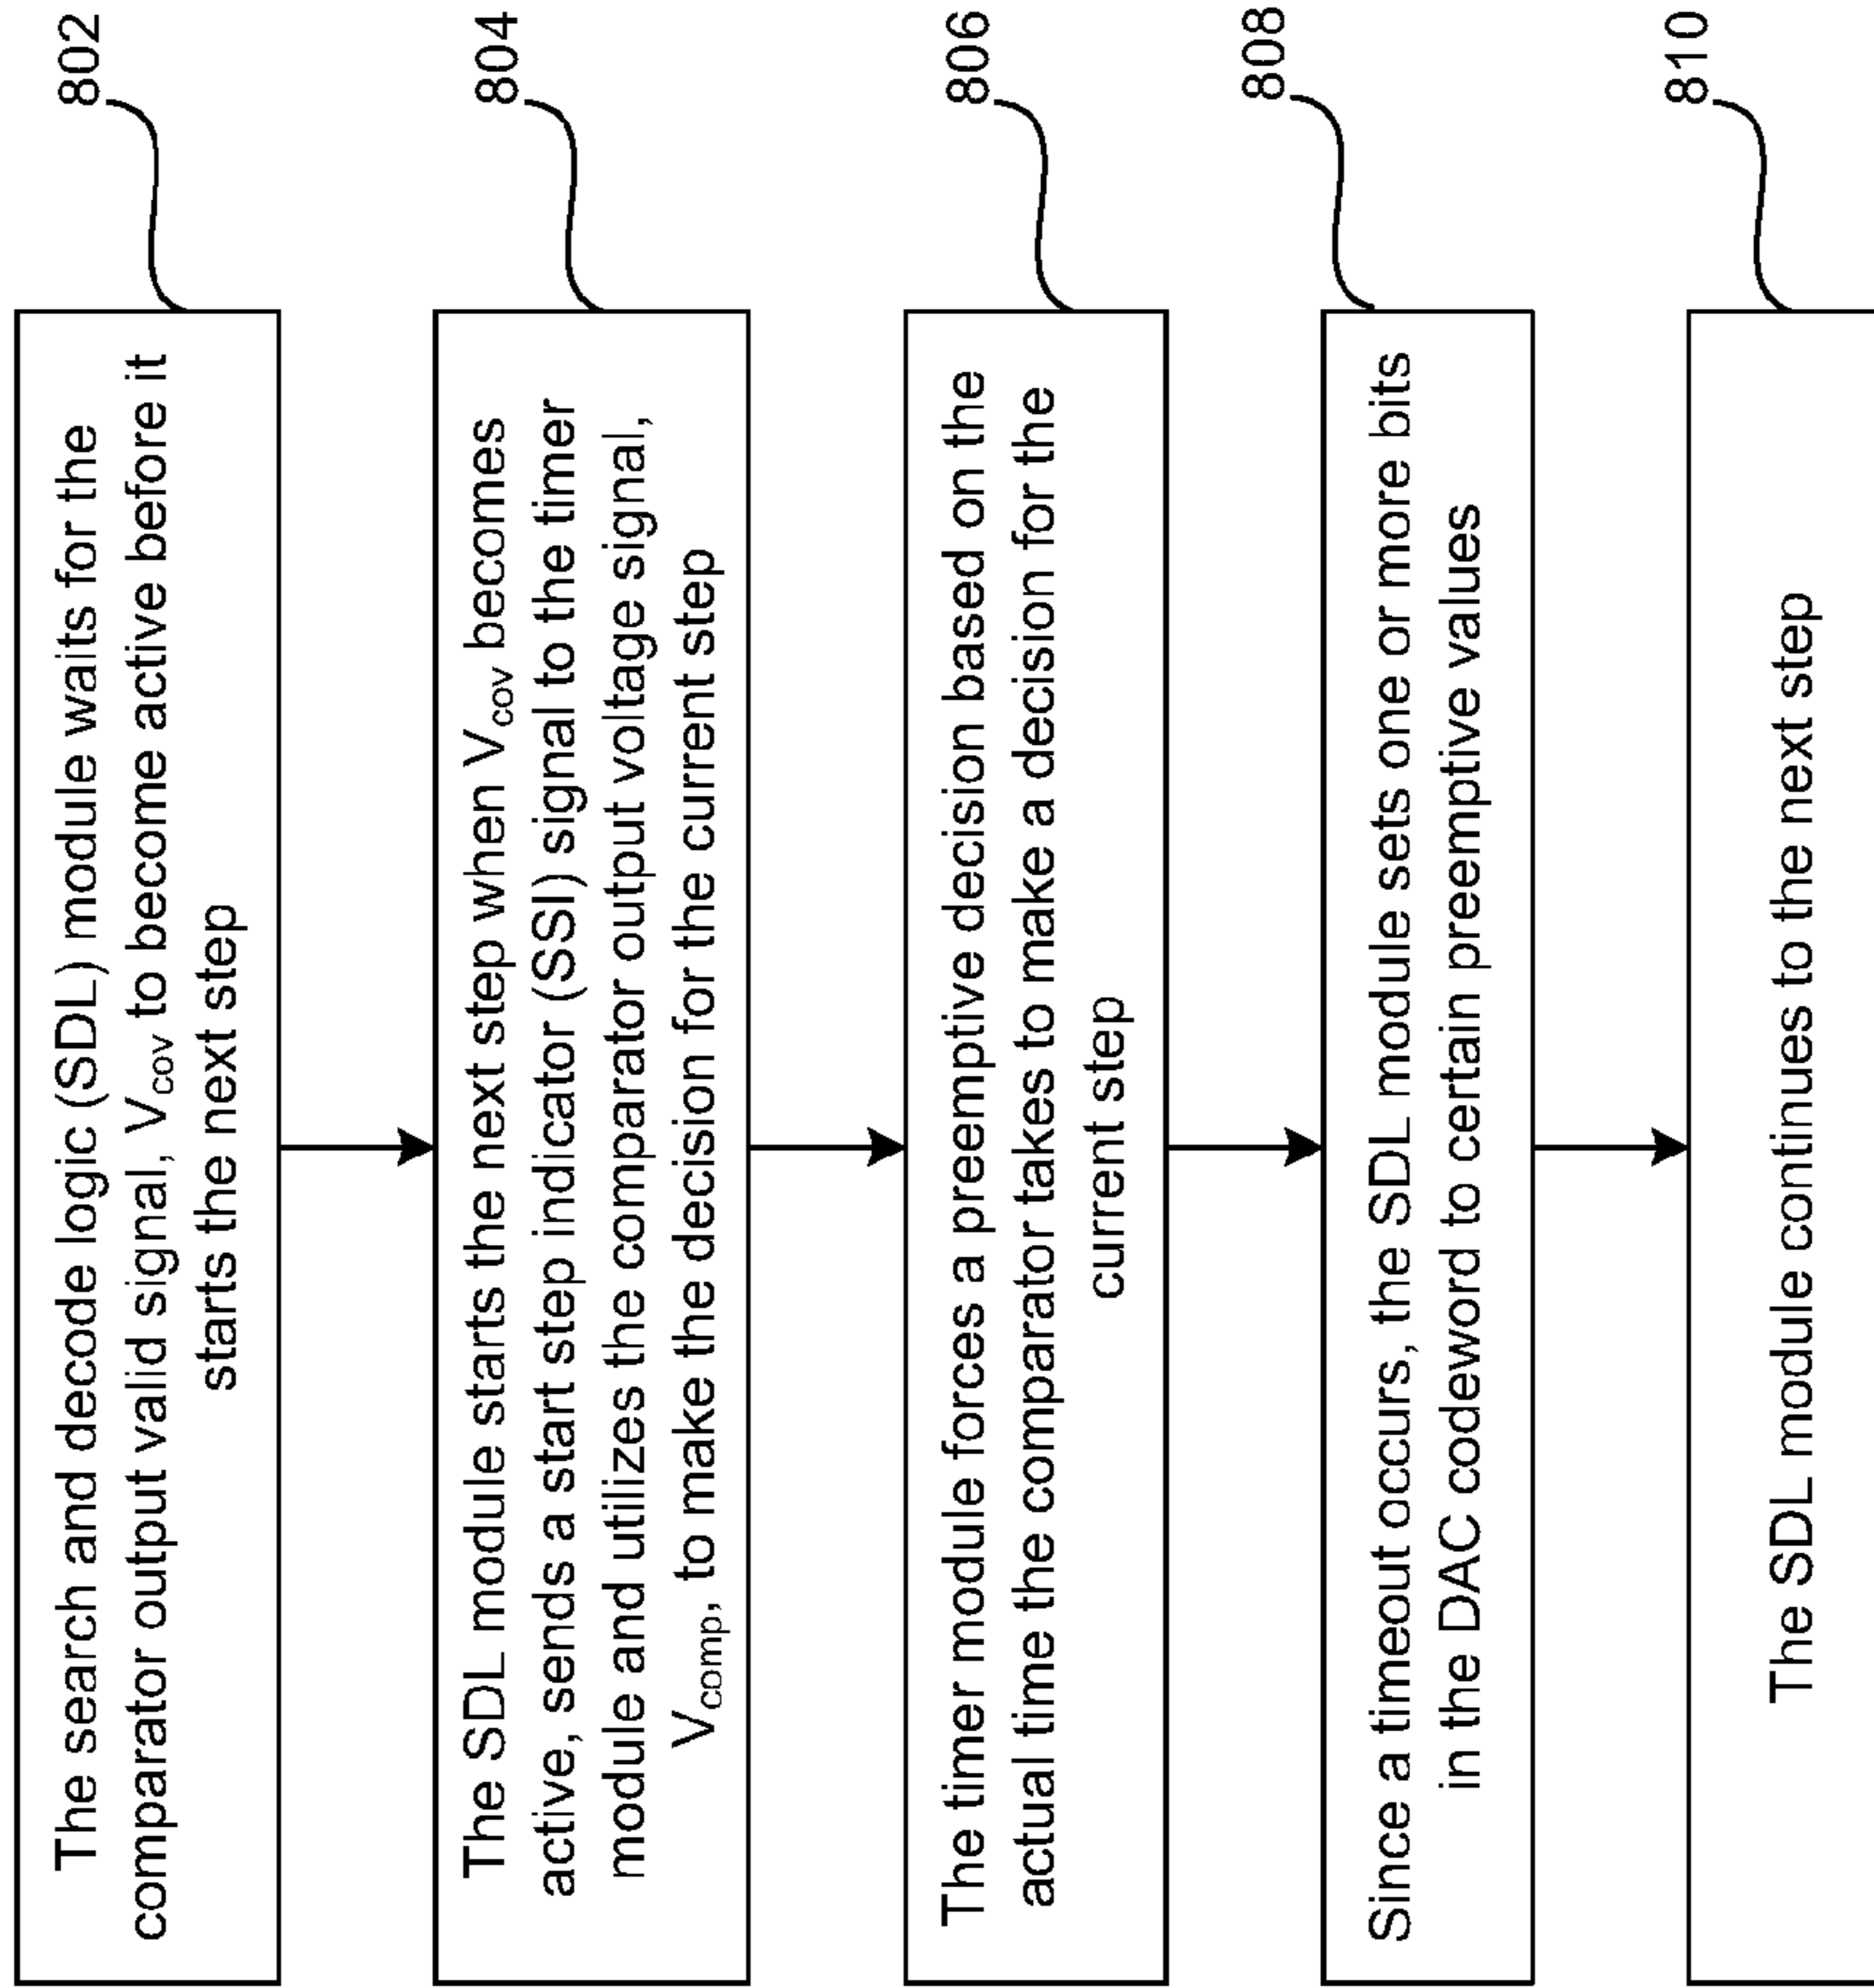 The search and decode logic (SDL) module waits for the
comparator output valid signal, Vcov to become active before it
starts the next step
802
The SDL module starts the next step when Vcov becomes
active, sends a start step indicator (SSI) signal to the timer
module and utilizes the comparator output voltage signal,
Vcomp, to make the decision for the current step
804
The timer module forces a preemptive decision based on the
actual time the comparator takes to make a decision for the
current step
806
Since a timeout occurs, the SDL module sets one or more bits
in the DAC codeword to certain preemptive values
808
The SDL module continues to the next step
810